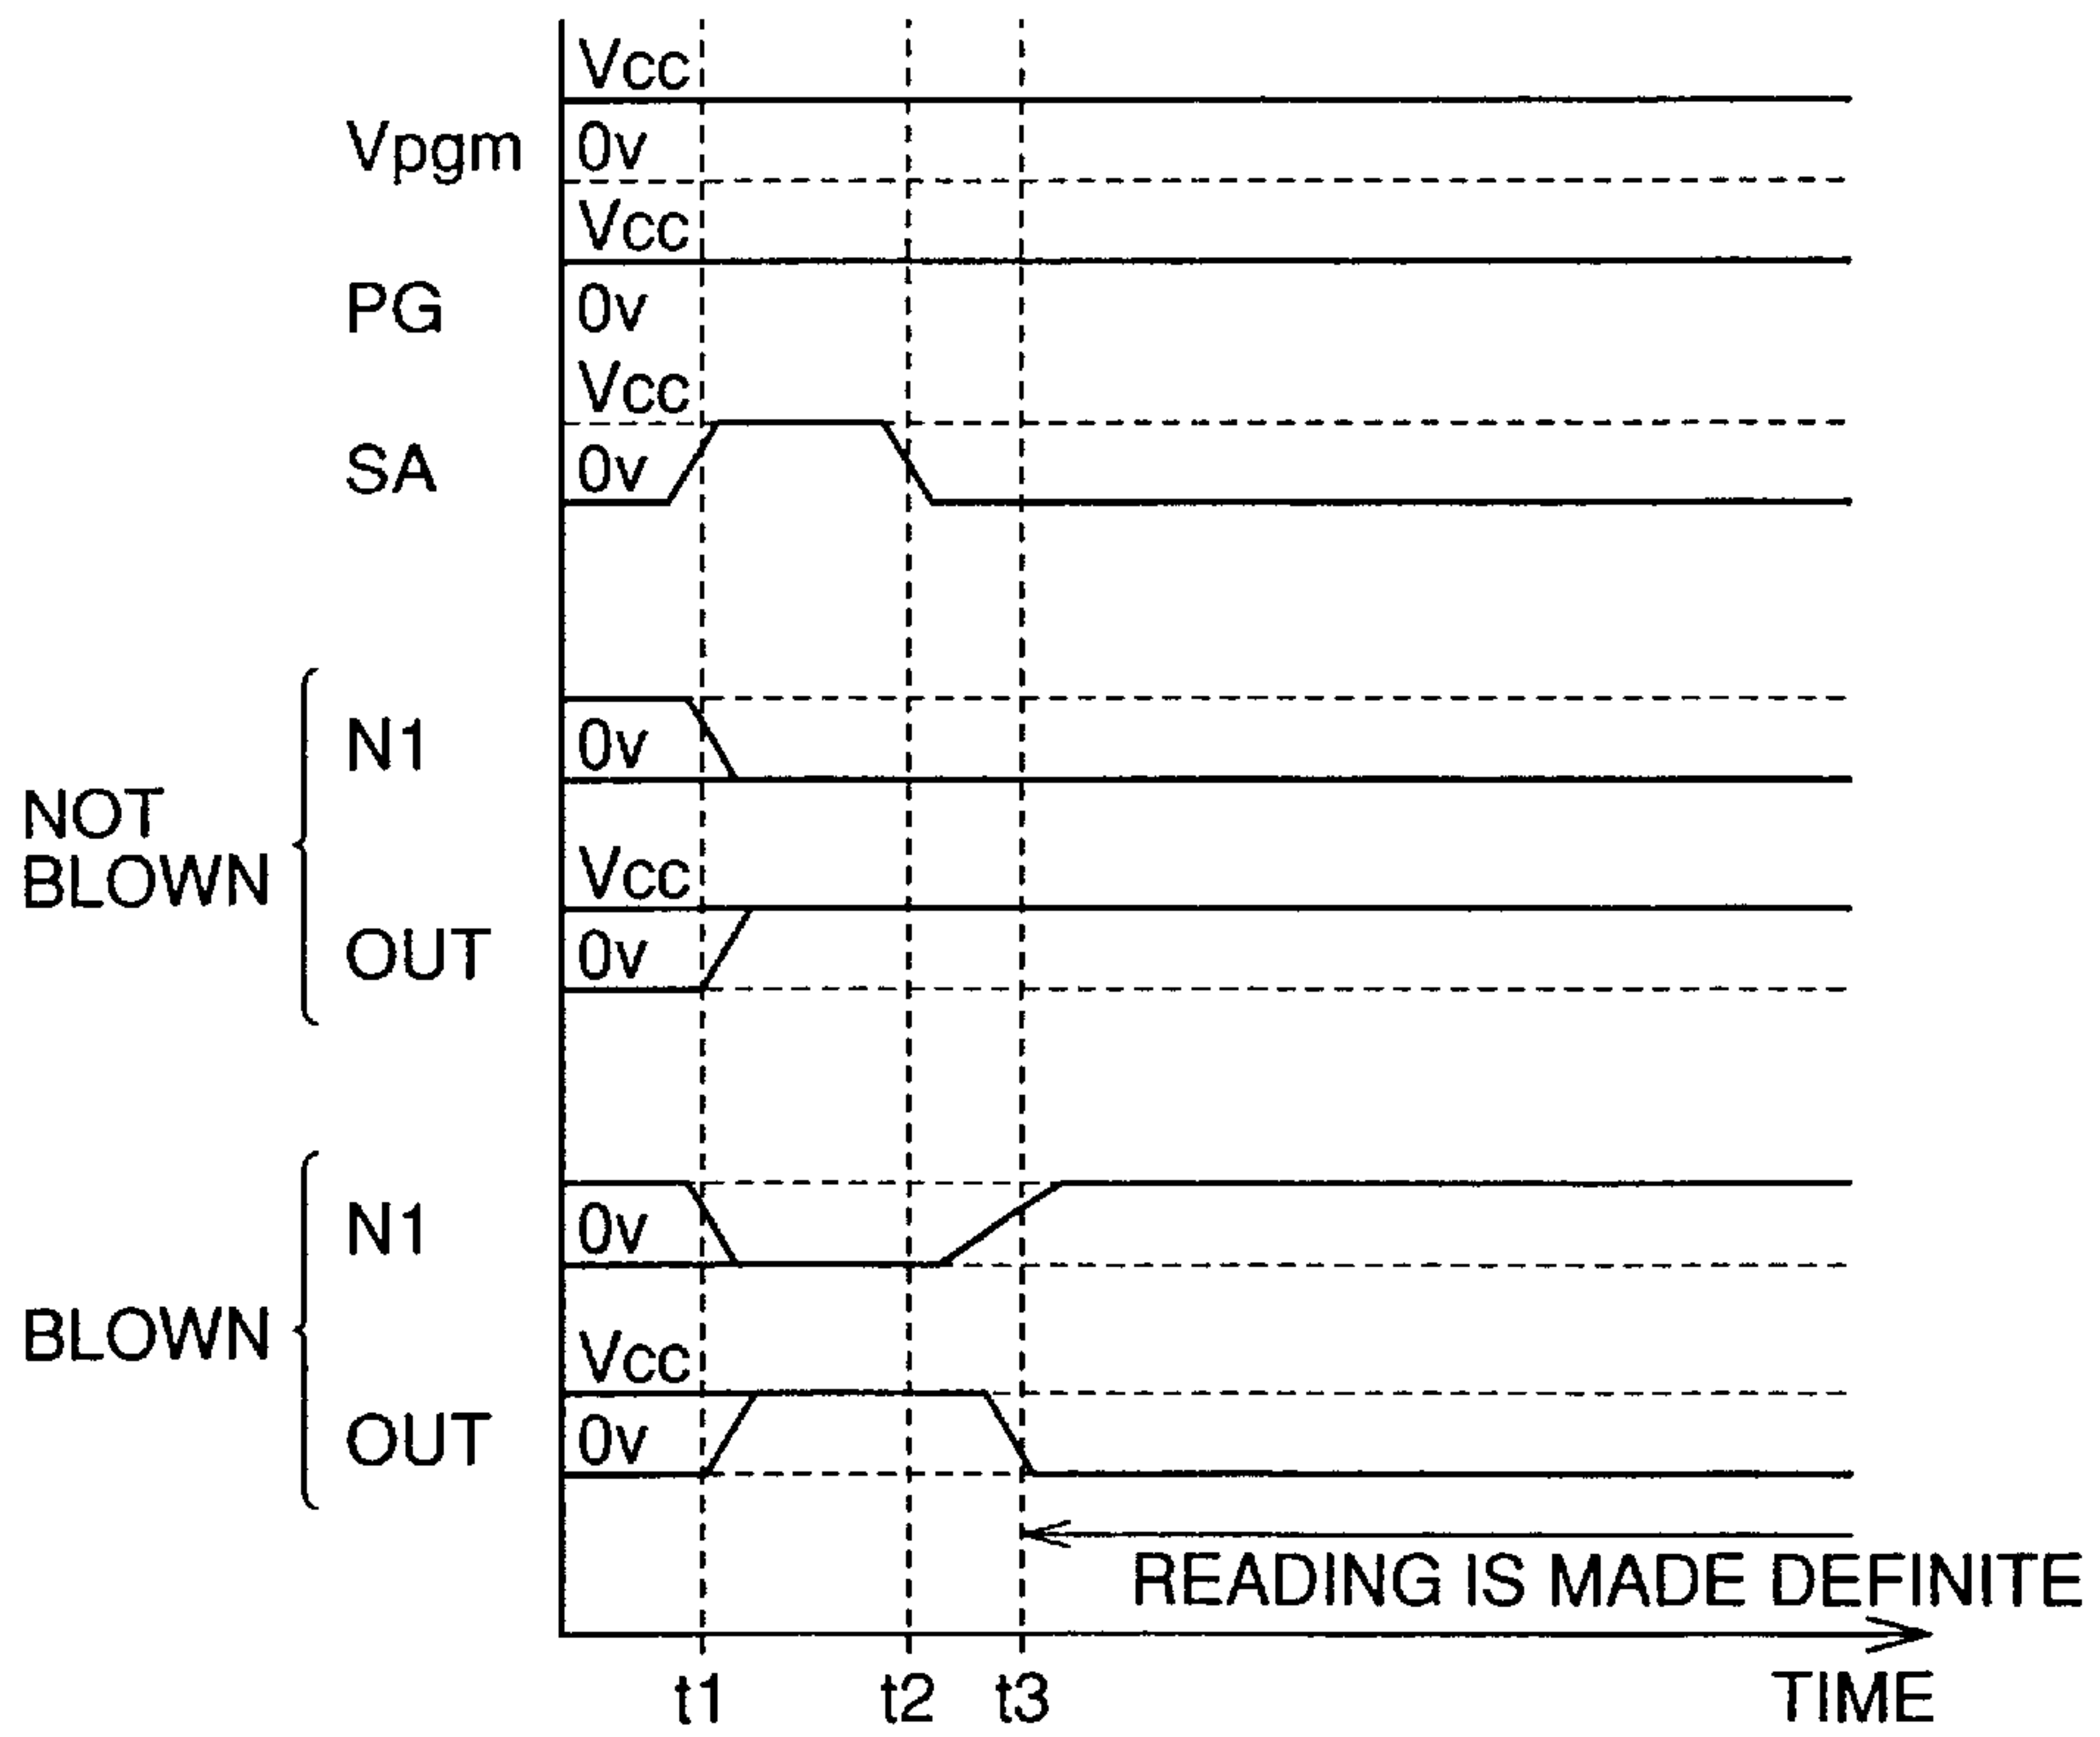 Vcc
Vpgm 0v
Vcc
PG 0v
Vcc
SA 0v
N1 0v
NOT
BLOWN
Vcc
OUT 0v
N1 0v
BLOWN
Vcc
OUT 0v
READING IS MADE DEFINITE
t1 t2 t3 TIME